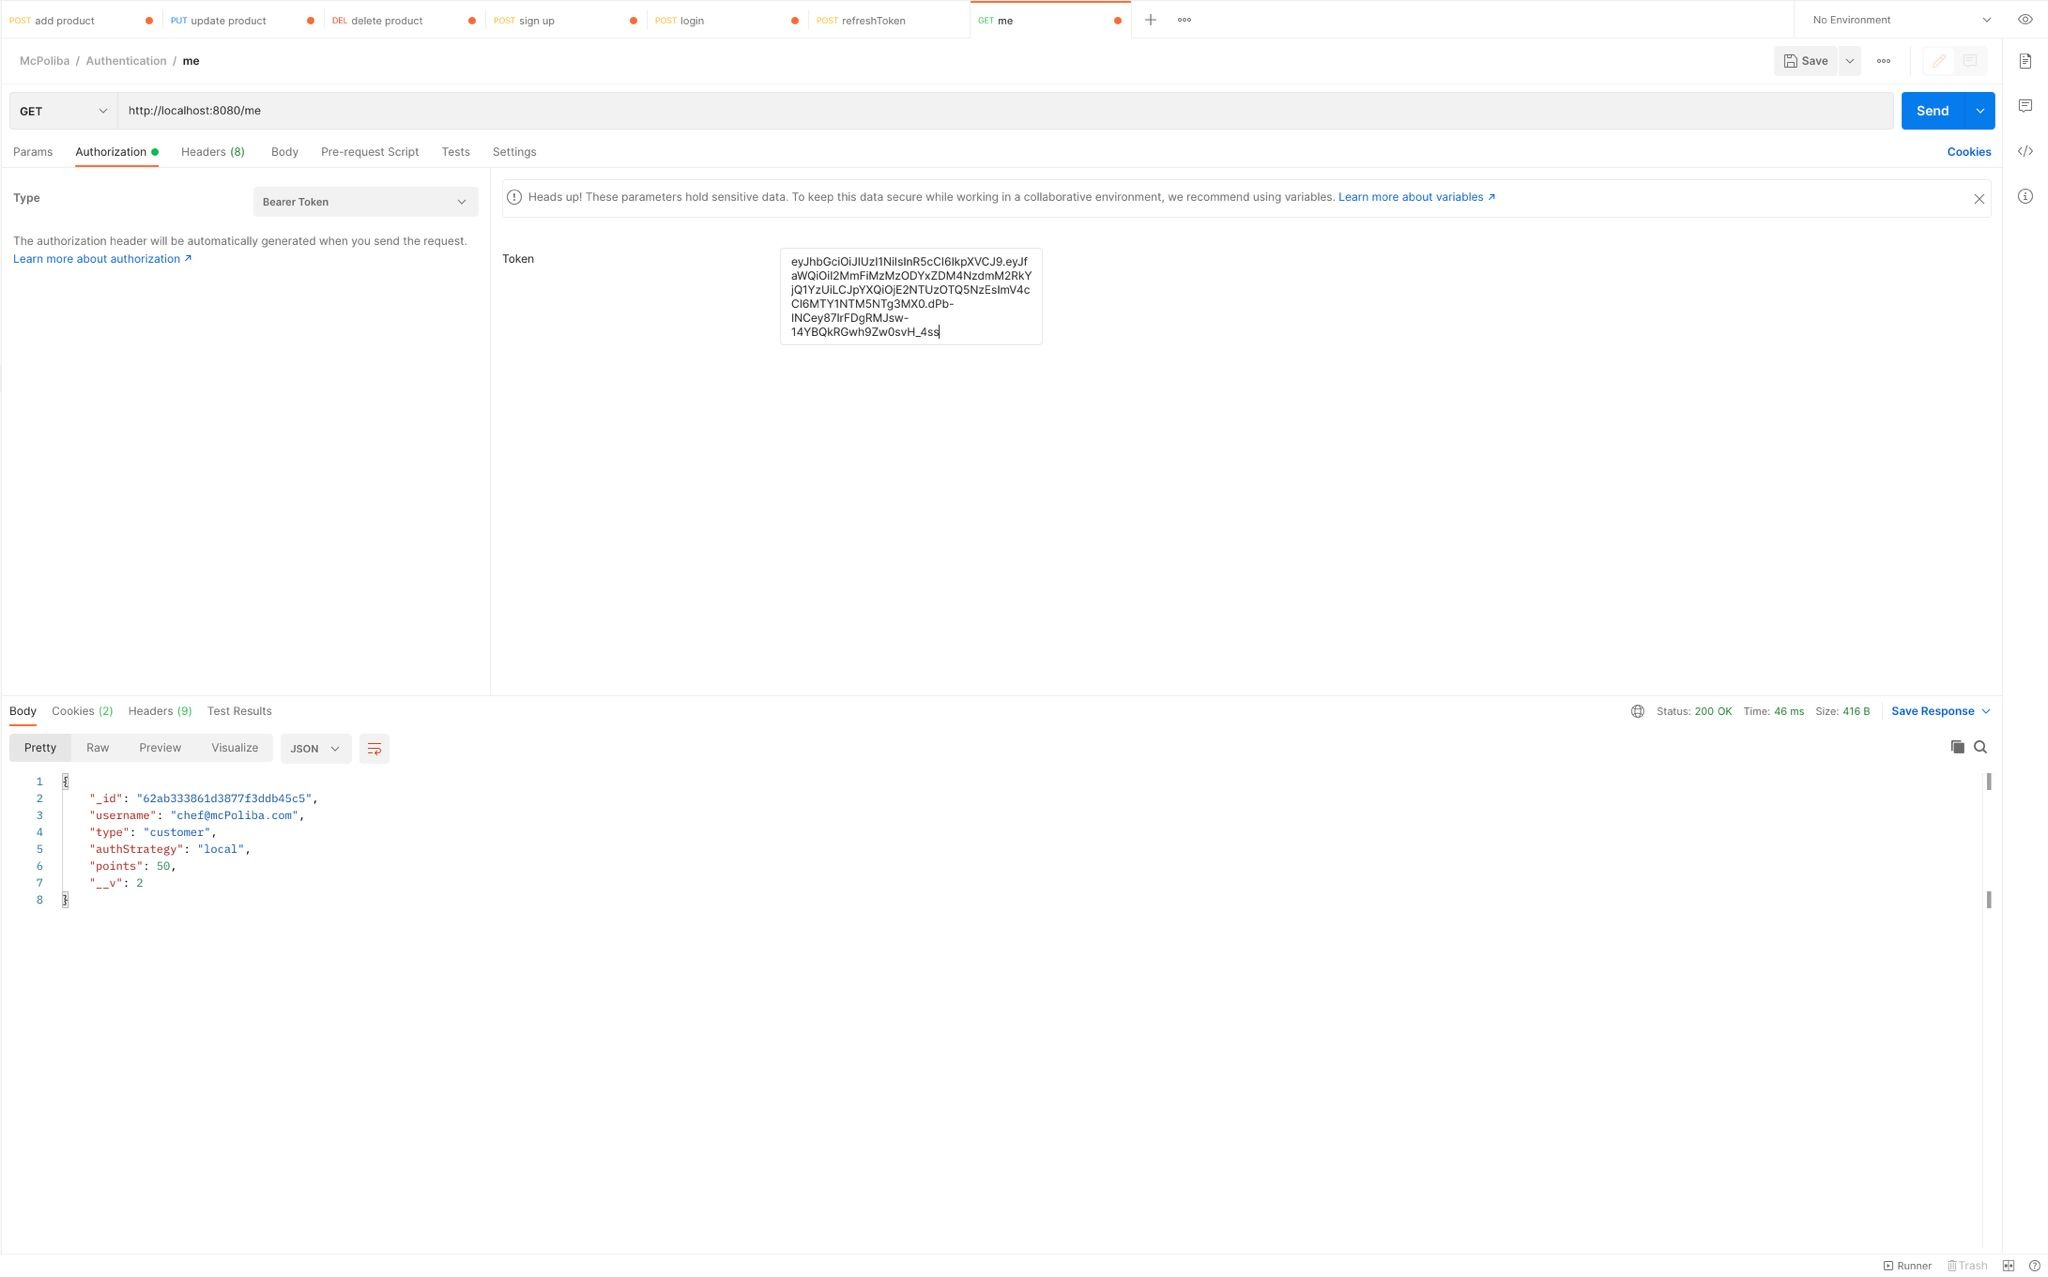 POST add product
PUT update product
DEL delete product
POST sign up
POST login
POST refreshToken
GET me
No Environment
McPoliba / Authentication / me
Save
GET
http://localhost:8080/me
Send
Params
Authorization
Headers (8)
Body
Pre-request Script
Tests
Settings
Cookies
Type
Bearer Token
The authorization header will be automatically generated when you send the request.
Learn more about authorization ↗
Heads up! These parameters hold sensitive data. To keep this data secure while working in a collaborative environment, we recommend using variables. Learn more about variables ↗
Token
eyJhbGciOiJIUzI1NiIsInR5cCI6IkpXVCJ9.eyJf
aWQiOiI2MmFiMzMzODYxZDM4NzdmM2RkY
jQ1YzUiLCJpYXQiOjE2NTUzOTQ5NzEsImV4c
CI6MTY1NTM5NTg3MX0.dPb-
INCey87IrFDgRMJsw-
14YBQkRGwh9Zw0svH_4ss
Body
Cookies (2)
Headers (9)
Test Results
Status: 200 OK
Time: 46 ms
Size: 416 B
Save Response
Pretty
Raw
Preview
Visualize
JSON
1 {
2 "_id": "62ab333861d3877f3ddb45c5",
3 "username": "chef@mcPoliba.com",
4 "type": "customer",
5 "authStrategy": "local",
6 "points": 50,
7 "__v": 2
8 }
Runner
Trash